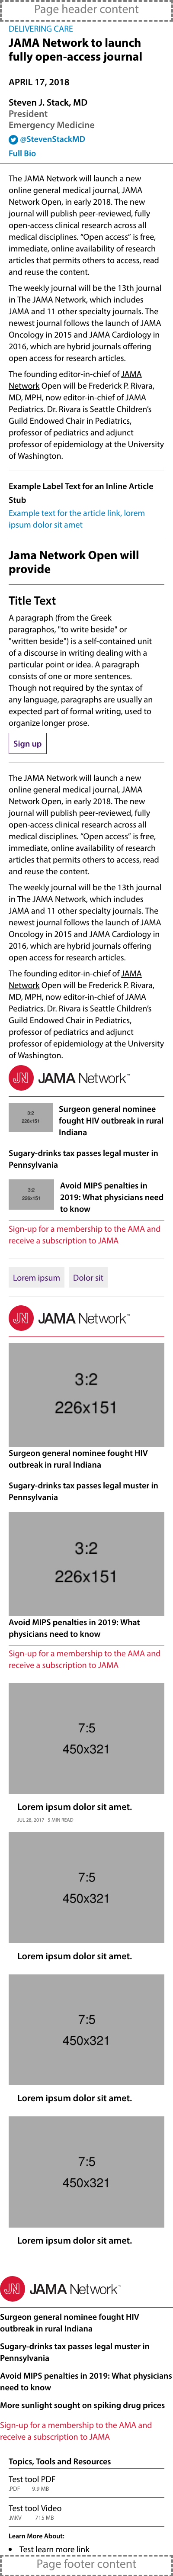 Page header content
DELIVERING CARE
JAMA Network to launch
fully open-access journal
APRIL 17, 2018
Steven J. Stack, MD
President
Emergency Medicine
@StevenStackMD
Full Bio
The JAMA Network will launch a new
online general medical journal, JAMA
Network Open, in early 2018. The new
journal will publish peer-reviewed, fully
open-access clinical research across all
medical disciplines. “Open access” is free,
immediate, online availability of research
articles that permits others to access, read
and reuse the content.
The weekly journal will be the 13th journal
in The JAMA Network, which includes
JAMA and 11 other specialty journals. The
newest journal follows the launch of JAMA
Oncology in 2015 and JAMA Cardiology in
2016, which are hybrid journals offering
open access for research articles.
The founding editor-in-chief of JAMA
Network Open will be Frederick P. Rivara,
MD, MPH, now editor-in-chief of JAMA
Pediatrics. Dr. Rivara is Seattle Children’s
Guild Endowed Chair in Pediatrics,
professor of pediatrics and adjunct
professor of epidemiology at the University
of Washington.
Example Label Text for an Inline Article
Stub
Example text for the article link, lorem
ipsum dolor sit amet
Jama Network Open will
provide
Title Text
A paragraph (from the Greek
paragraphos, "to write beside" or
"written beside") is a self-contained unit
of a discourse in writing dealing with a
particular point or idea. A paragraph
consists of one or more sentences.
Though not required by the syntax of
any language, paragraphs are usually an
expected part of formal writing, used to
organize longer prose.
Sign up
The JAMA Network will launch a new
online general medical journal, JAMA
Network Open, in early 2018. The new
journal will publish peer-reviewed, fully
open-access clinical research across all
medical disciplines. “Open access” is free,
immediate, online availability of research
articles that permits others to access, read
and reuse the content.
The weekly journal will be the 13th journal
in The JAMA Network, which includes
JAMA and 11 other specialty journals. The
newest journal follows the launch of JAMA
Oncology in 2015 and JAMA Cardiology in
2016, which are hybrid journals offering
open access for research articles.
The founding editor-in-chief of JAMA
Network Open will be Frederick P. Rivara,
MD, MPH, now editor-in-chief of JAMA
Pediatrics. Dr. Rivara is Seattle Children’s
Guild Endowed Chair in Pediatrics,
professor of pediatrics and adjunct
professor of epidemiology at the University
of Washington.
JN JAMA Network™
3:2
226x151
Surgeon general nominee
fought HIV outbreak in rural
Indiana
Sugary-drinks tax passes legal muster in
Pennsylvania
3:2
226x151
Avoid MIPS penalties in
2019: What physicians need
to know
Sign-up for a membership to the AMA and
receive a subscription to JAMA
Lorem ipsum Dolor sit
JN JAMA Network™
3:2
226x151
Surgeon general nominee fought HIV
outbreak in rural Indiana
Sugary-drinks tax passes legal muster in
Pennsylvania
3:2
226x151
Avoid MIPS penalties in 2019: What
physicians need to know
Sign-up for a membership to the AMA and
receive a subscription to JAMA
7:5
450x321
Lorem ipsum dolor sit amet.
JUL 28, 2017 | 5 MIN READ
7:5
450x321
Lorem ipsum dolor sit amet.
7:5
450x321
Lorem ipsum dolor sit amet.
7:5
450x321
Lorem ipsum dolor sit amet.
JN JAMA Network™
Surgeon general nominee fought HIV
outbreak in rural Indiana
Sugary-drinks tax passes legal muster in
Pennsylvania
Avoid MIPS penalties in 2019: What physicians
need to know
More sunlight sought on spiking drug prices
Sign-up for a membership to the AMA and
receive a subscription to JAMA
Topics, Tools and Resources
Test tool PDF
.PDF 9.9 MB
Test tool Video
.MKV 71.5 MB
Learn More About:
• Test learn more link
Page footer content